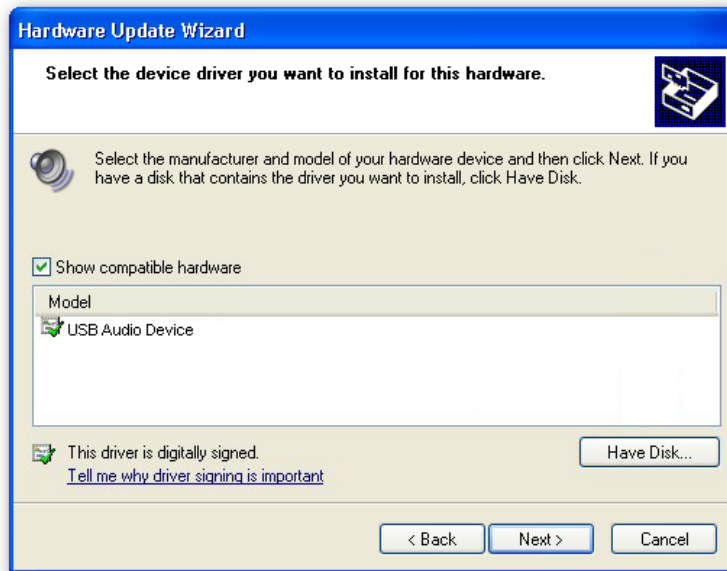 Hardware Update Wizard
Select the device driver you want to install for this hardware.
Select the manufacturer and model of your hardware device and then click Next. If you
have a disk that contains the driver you want to install, click Have Disk.
Show compatible hardware
Model
USB Audio Device
This driver is digitally signed.
Have Disk...
Tell me why driver signing is important
< Back
Next >
Cancel